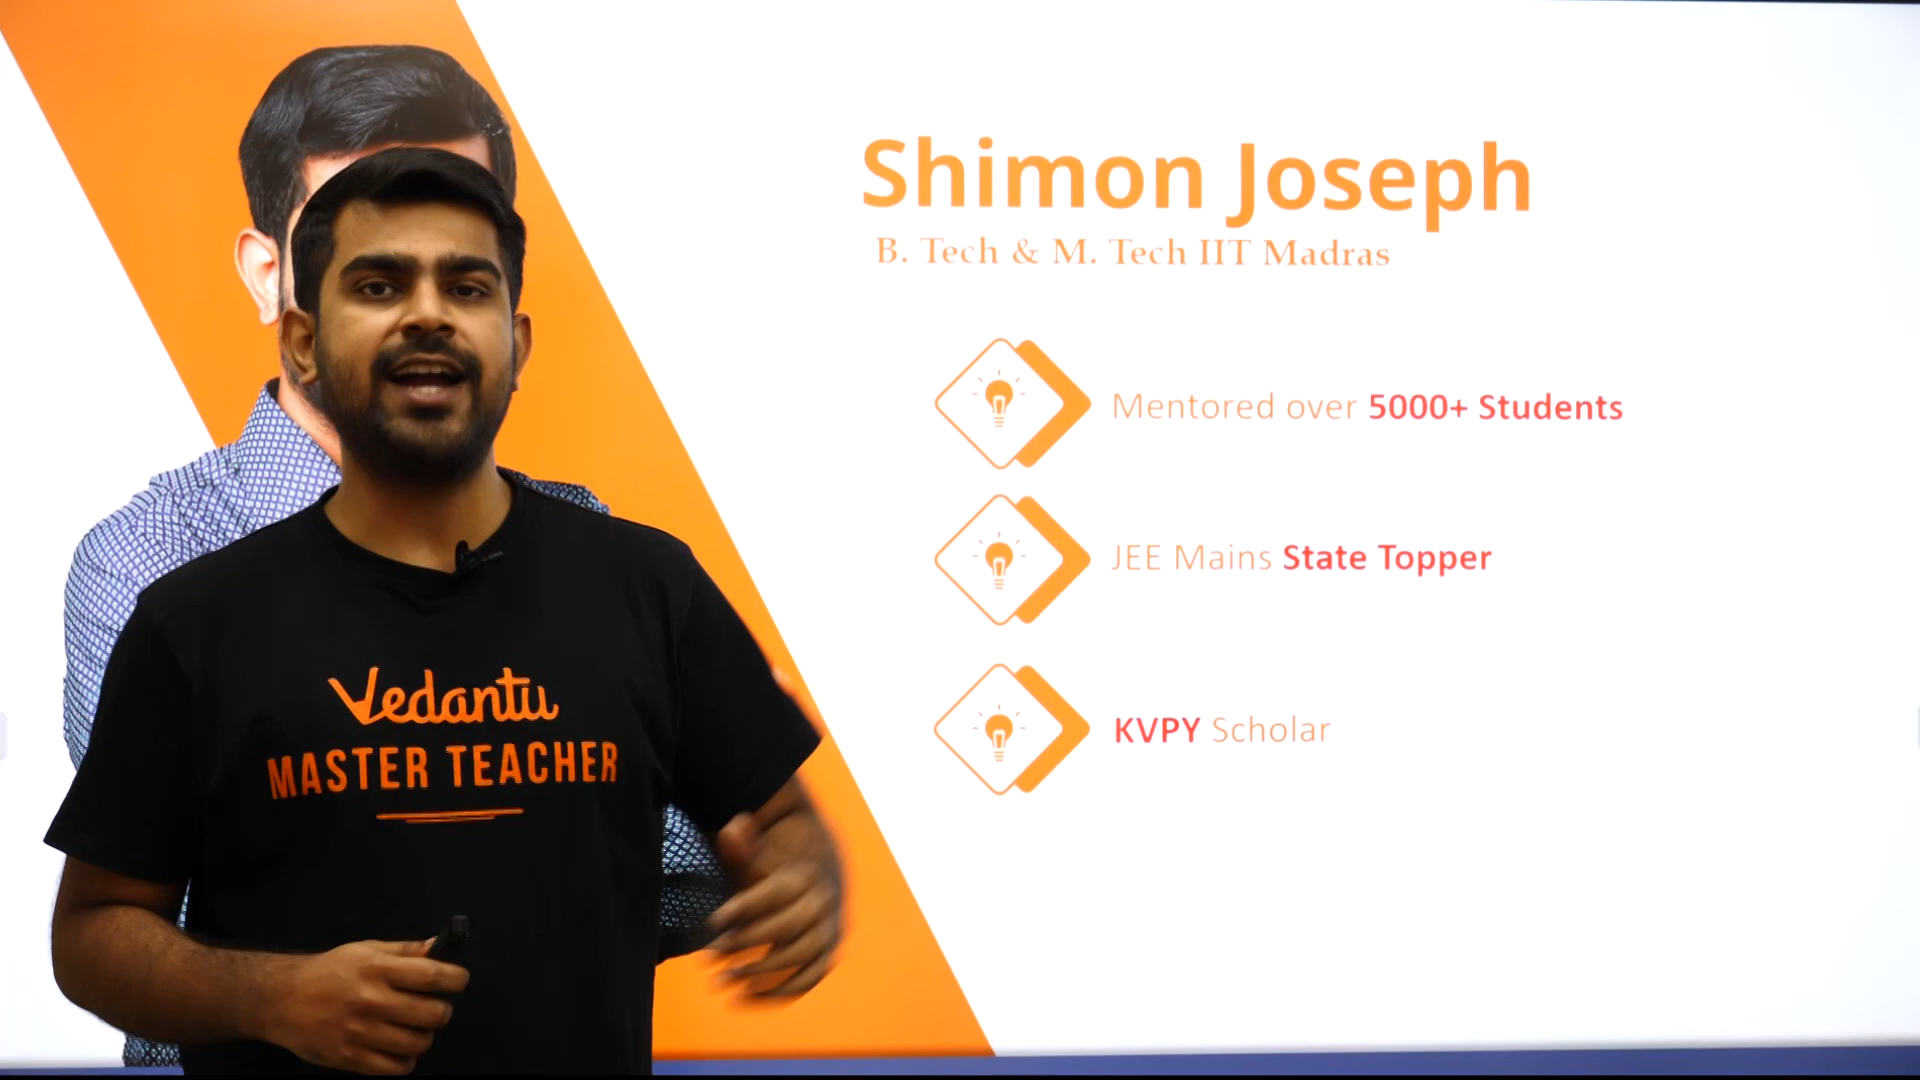 Shimon Joseph
B. Tech & M. Tech IIT Madras
Mentored over 5000+ Students
JEE Mains State Topper
KVPY Scholar
Vedantu
MASTER TEACHER